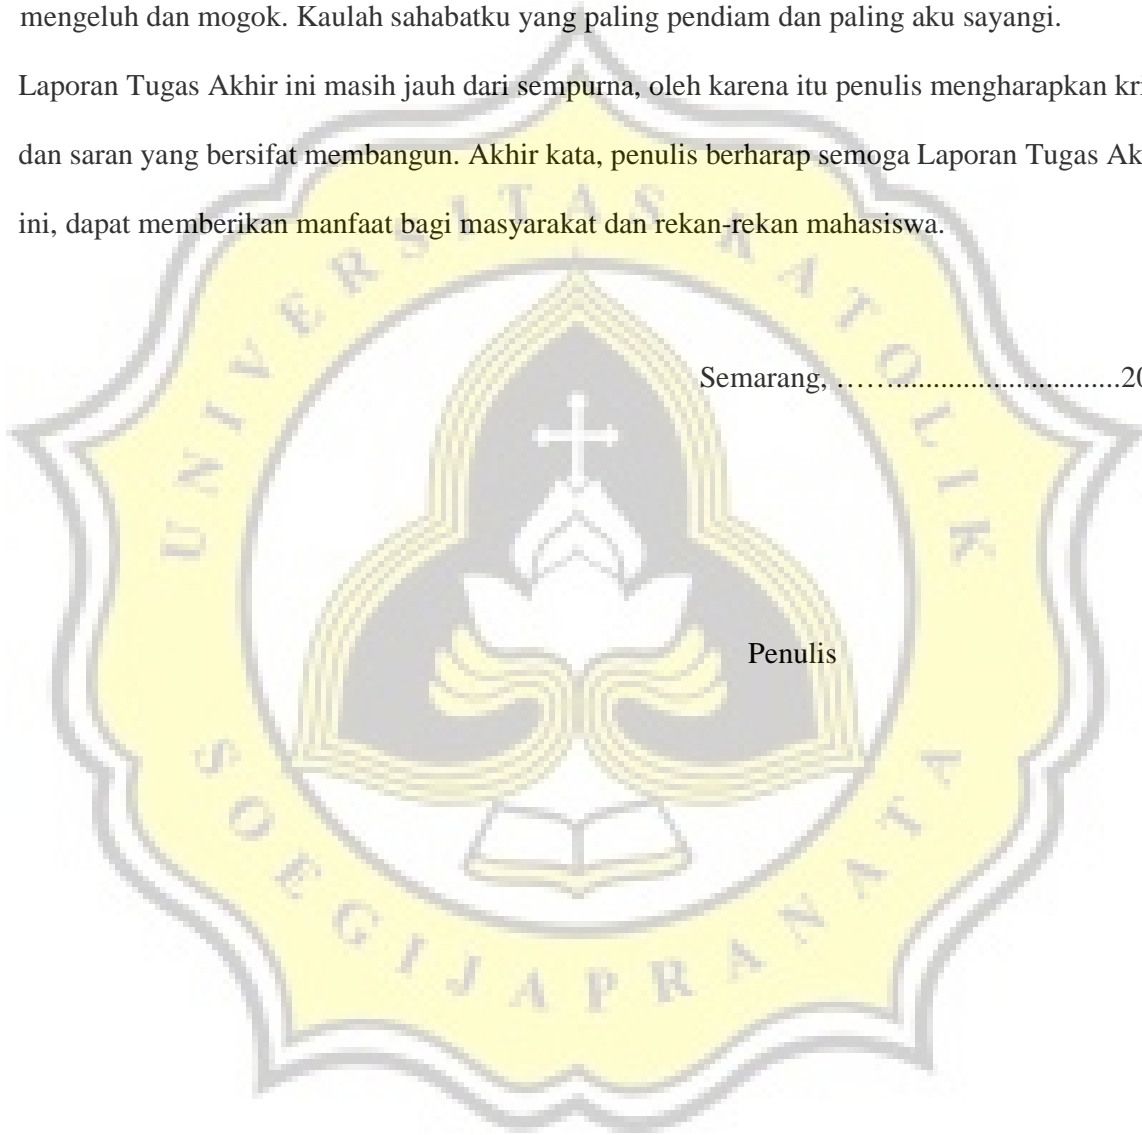 mengeluh dan mogok. Kaulah sahabatku yang paling pendiam dan paling aku sayangi.
Laporan Tugas Akhir ini masih jauh dari sempurna, oleh karena itu penulis mengharapkan kri
dan saran yang bersifat membangun. Akhir kata, penulis berharap semoga Laporan Tugas Ak
ini, dapat memberikan manfaat bagi masyarakat dan rekan-rekan mahasiswa.
Semarang, ……..............................20
Penulis
UNIVERSITAS KATOLIK
SOEGIJAPRANATA